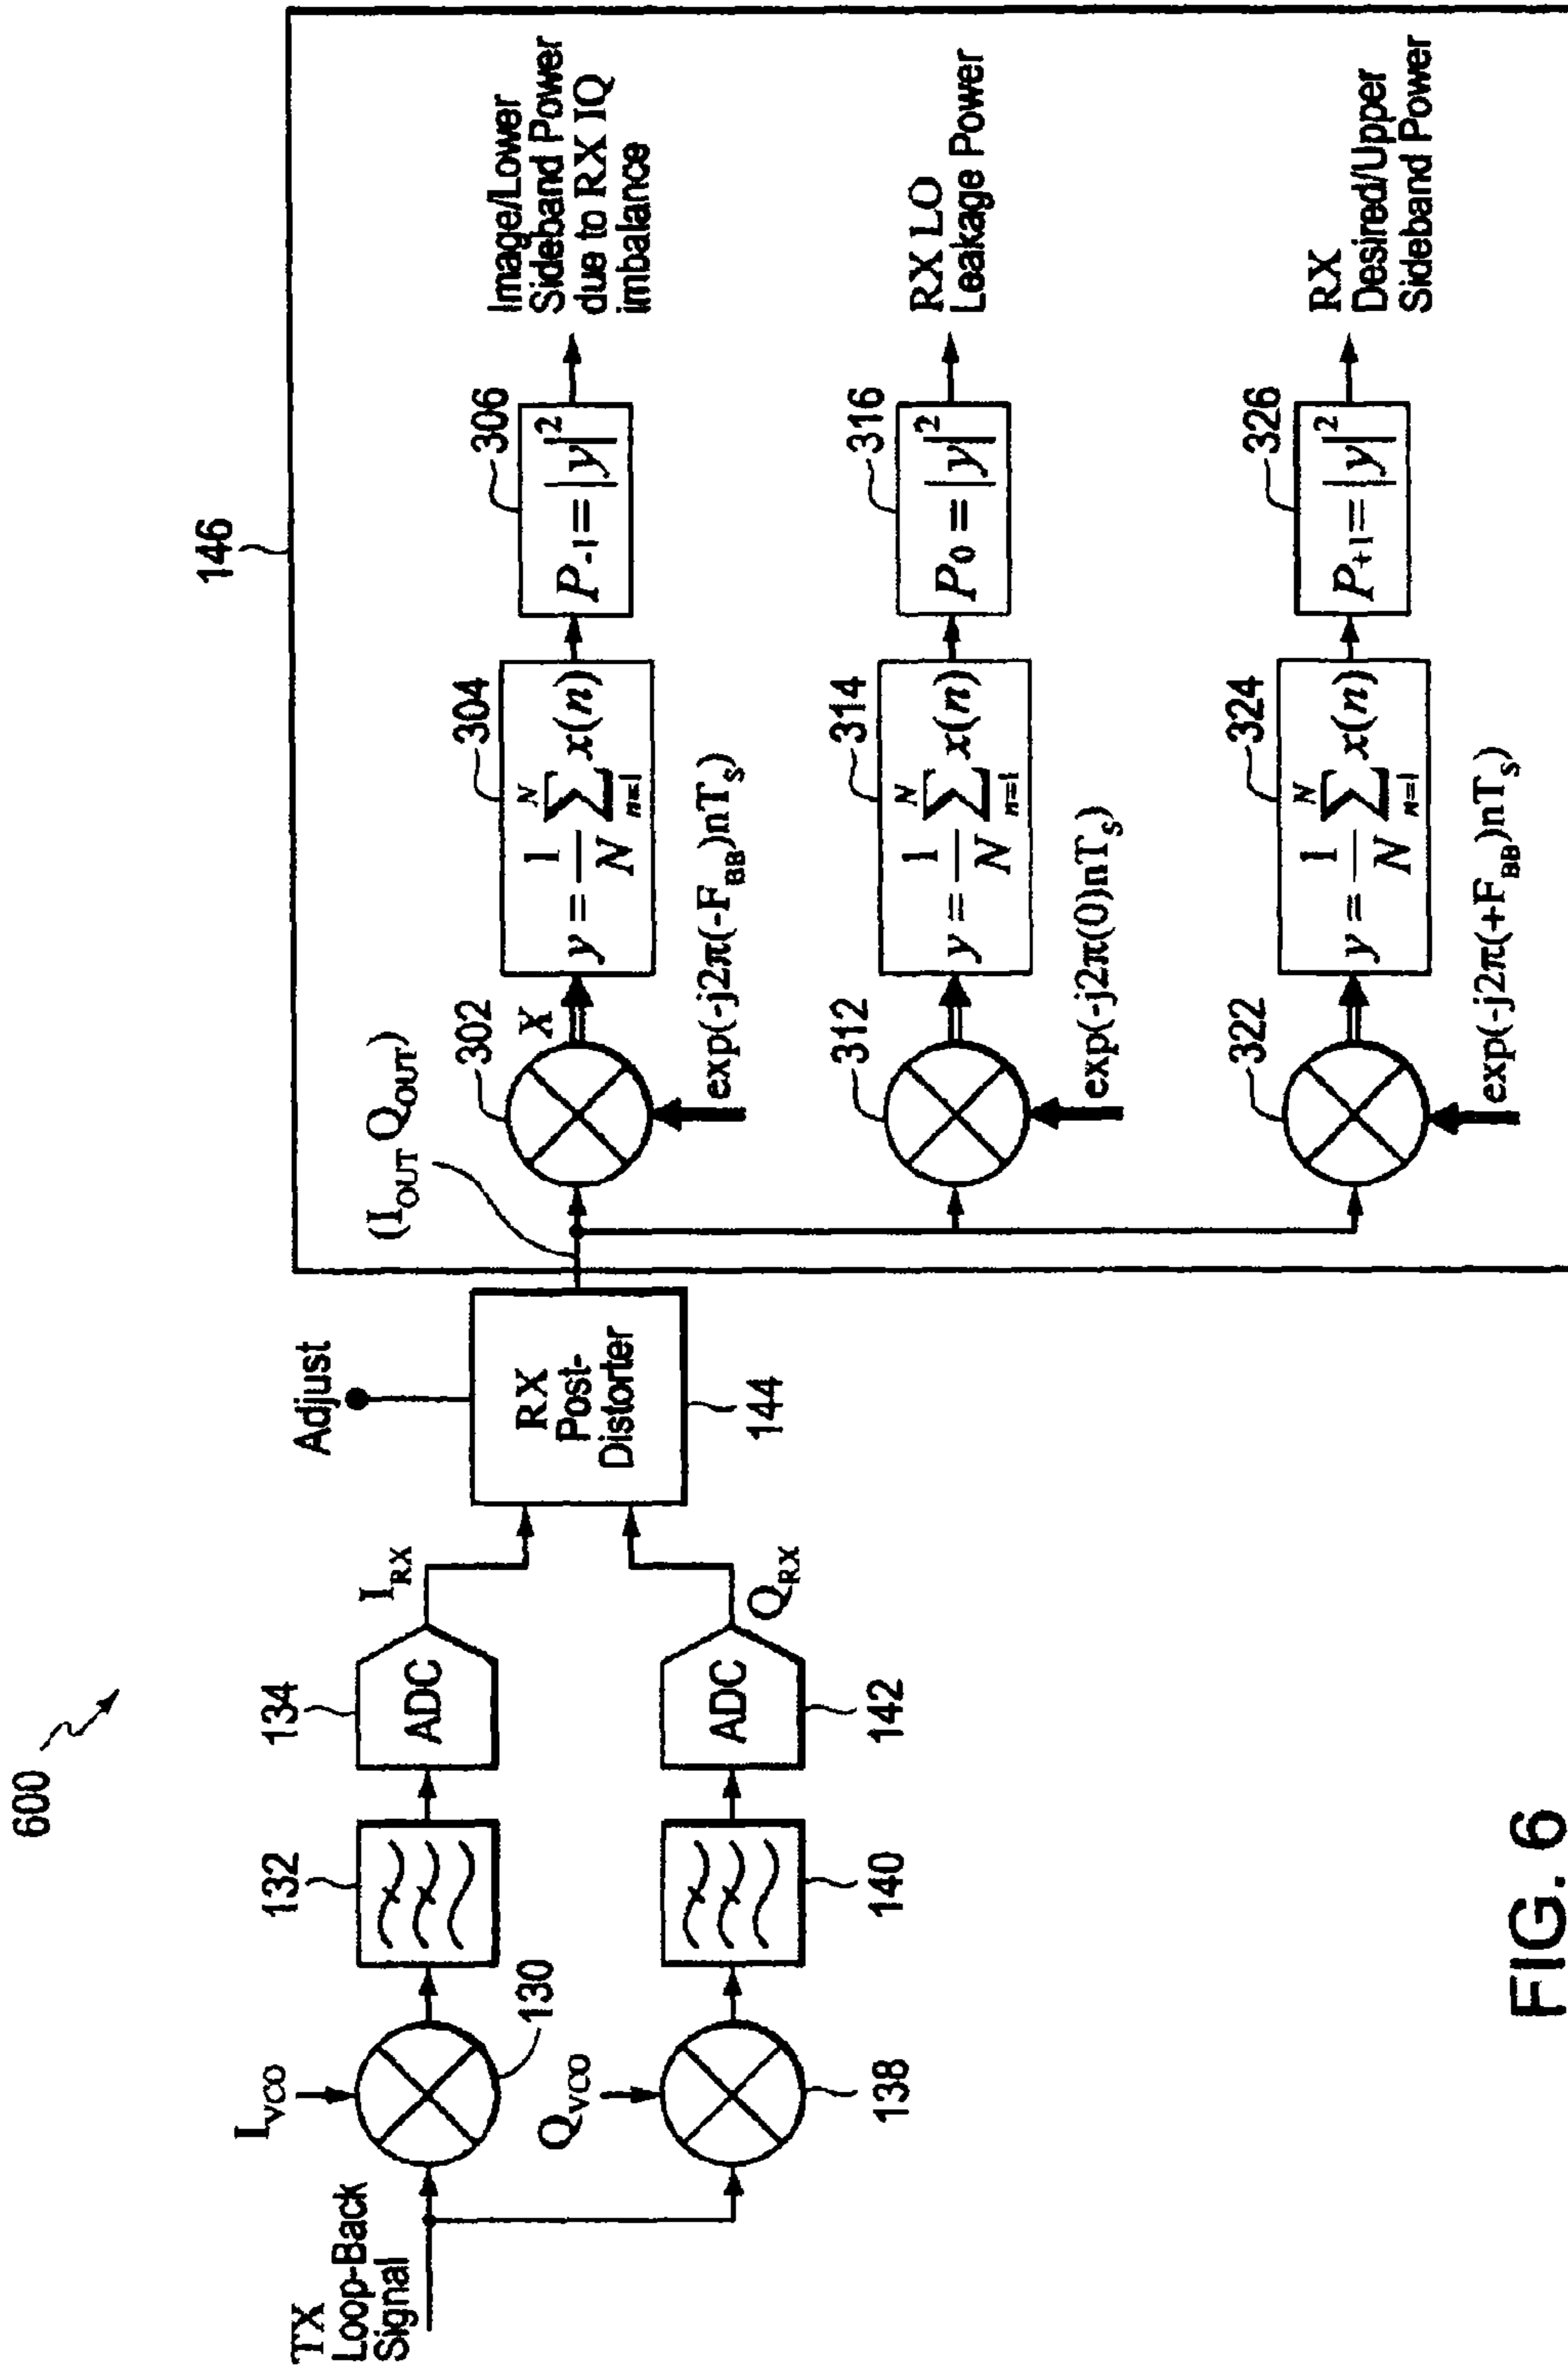 600
146
TX
Loop-Back
Signal
I_VCO
130
132
134
ADC
I_RX
Q_VCO
138
140
142
ADC
Q_RX
Adjust
RX
Post-
Distorter
144
(I_OUT Q_OUT)
302
X
exp(-j2π(-F_BB)nT_s)
304
y = 1/N ∑_{n=1}^{N} x(n)
306
P_-1 = |y|^2
Image/Lower
Sideband Power
due to RX IQ
imbalance
312
exp(-j2π(0)nT_s)
314
y = 1/N ∑_{n=1}^{N} x(n)
316
P_0 = |y|^2
RX LO
Leakage Power
322
exp(-j2π(+F_BB)nT_s)
324
y = 1/N ∑_{n=1}^{N} x(n)
326
P_+1 = |y|^2
RX
Desired/Upper
Sideband Power
FIG. 6